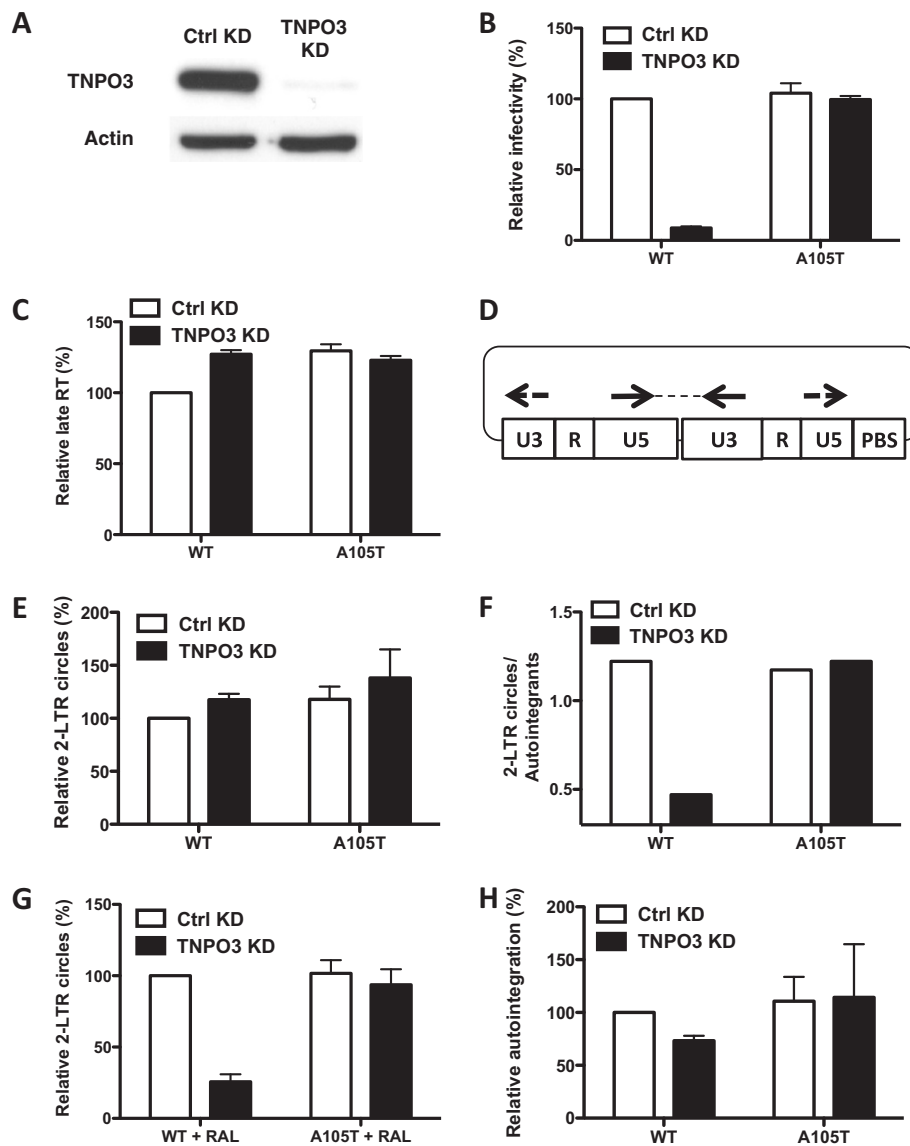 A
Ctrl KD
TNPO3
KD
TNPO3
Actin
B
Ctrl KD
TNPO3 KD
Relative infectivity (%)
150
100
50
0
WT
A105T
C
Ctrl KD
TNPO3 KD
Relative late RT (%)
150
100
50
0
WT
A105T
D
U3 R U5 U3 R U5 PBS
E
Ctrl KD
TNPO3 KD
Relative 2-LTR circles (%)
200
150
100
50
0
WT
A105T
F
Ctrl KD
TNPO3 KD
2-LTR circles/
Autointegrants
1.5
1.0
0.5
WT
A105T
G
Ctrl KD
TNPO3 KD
Relative 2-LTR circles (%)
150
100
50
0
WT + RAL
A105T + RAL
H
Ctrl KD
TNPO3 KD
Relative autointegration (%)
200
150
100
50
0
WT
A105T